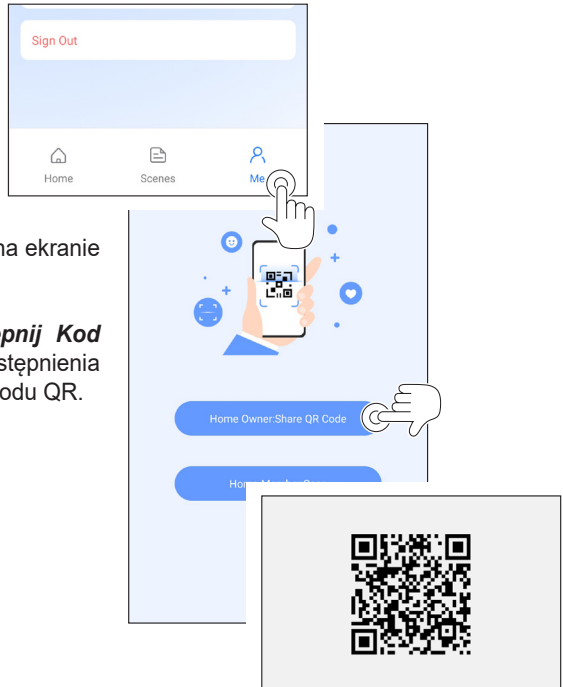 Sign Out
Home Scenes Me
na ekranie
pnij Kod
stępnienia
odu QR.
Home Owner:Share QR Code